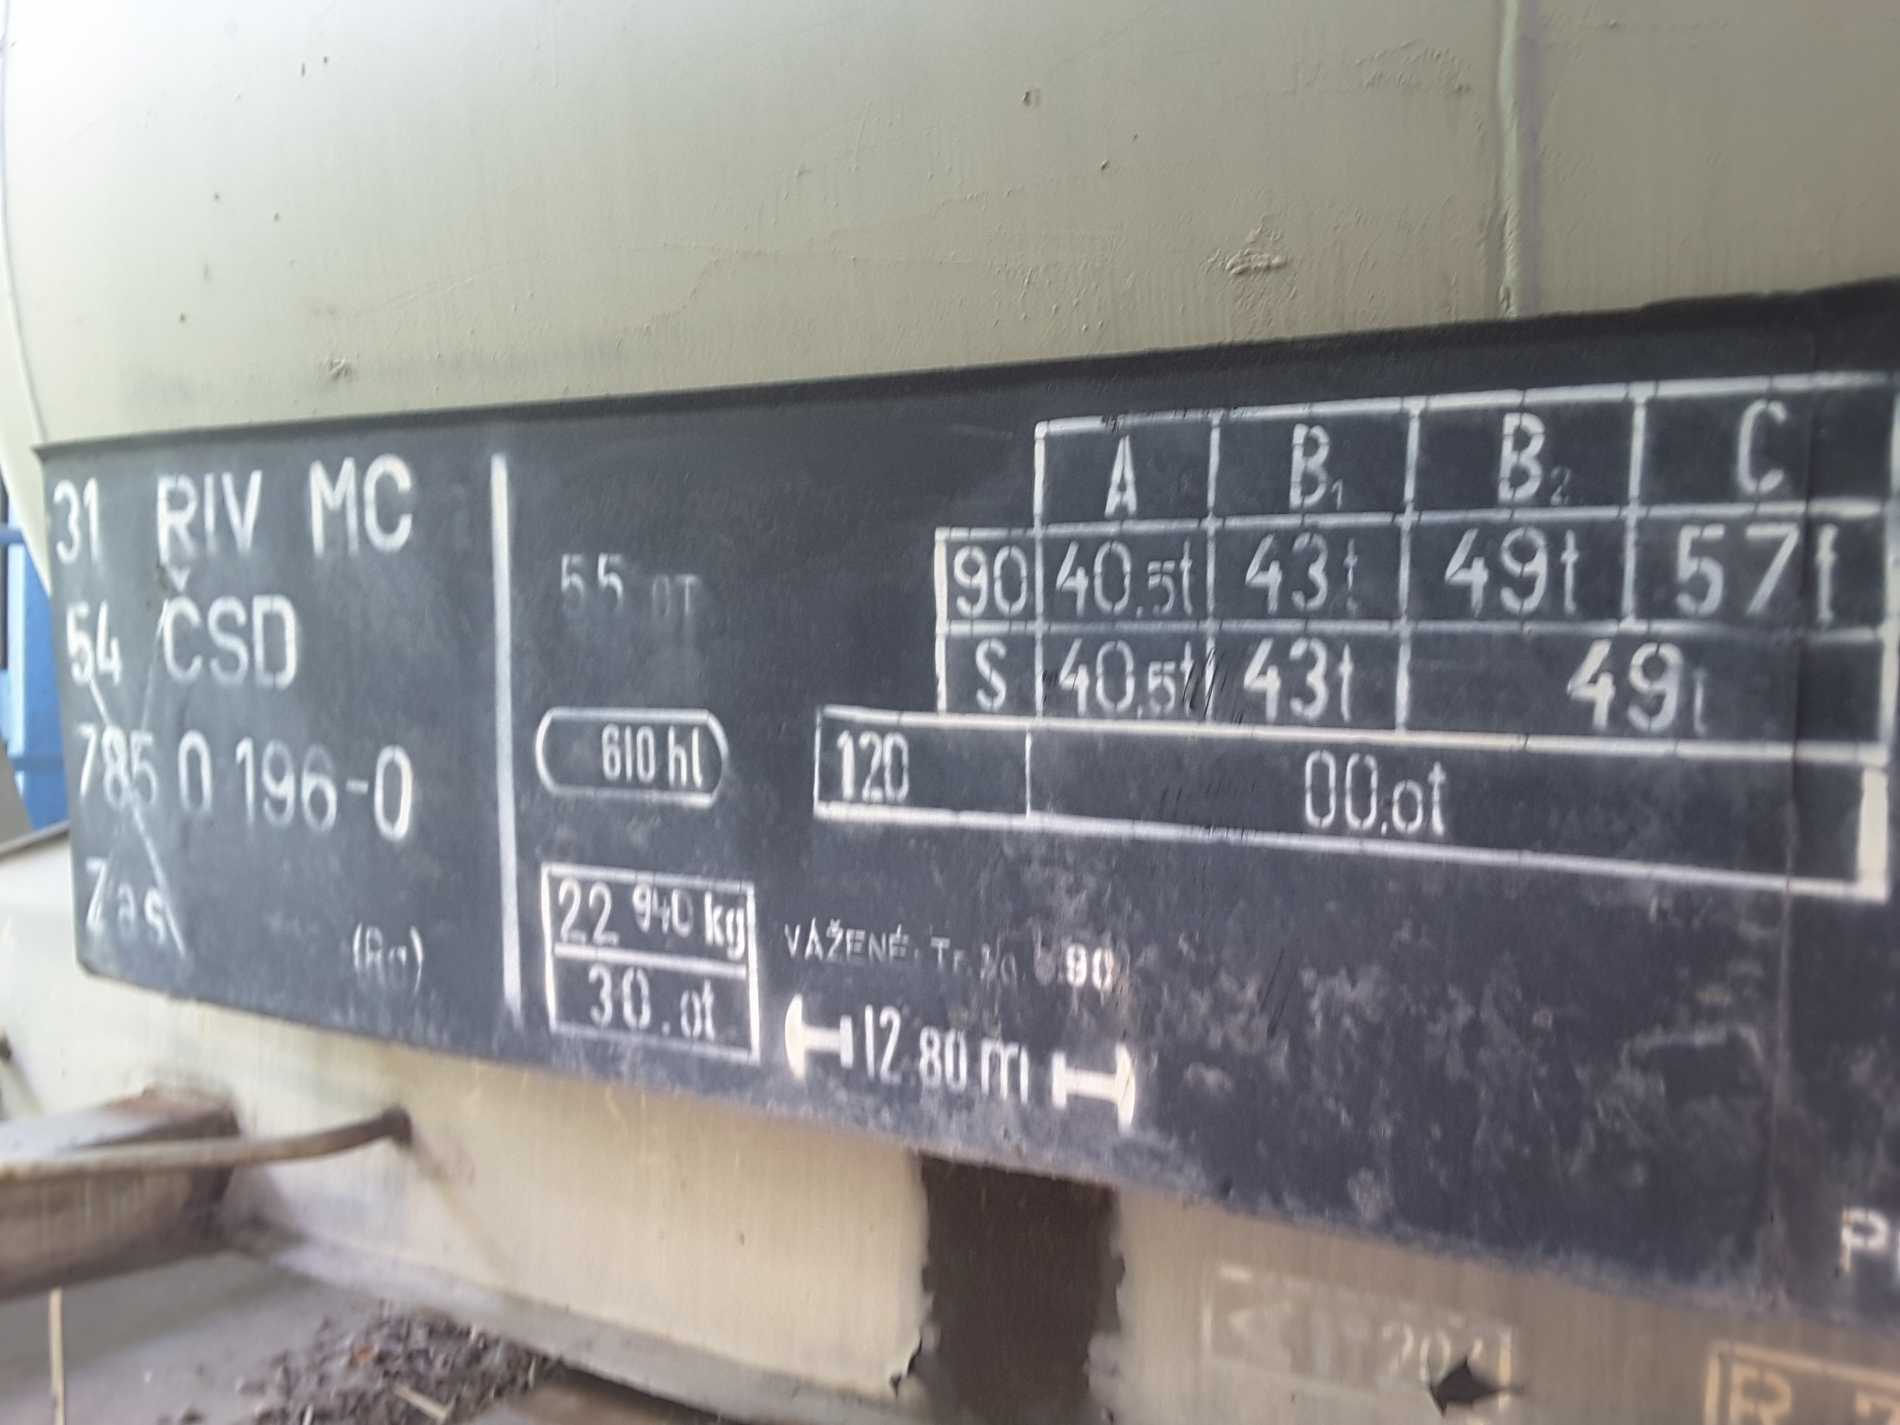 31 RIV MC
54 ČSD
785 0 196-0
Zas
55 0T
610 hl
22 940 kg
30.0t
A B1 B2 C
90 40.5t 43t 49t 57t
S 40.5t 43t 49t
120 00.0t
VÁŽENÉ: 90
12 80 m